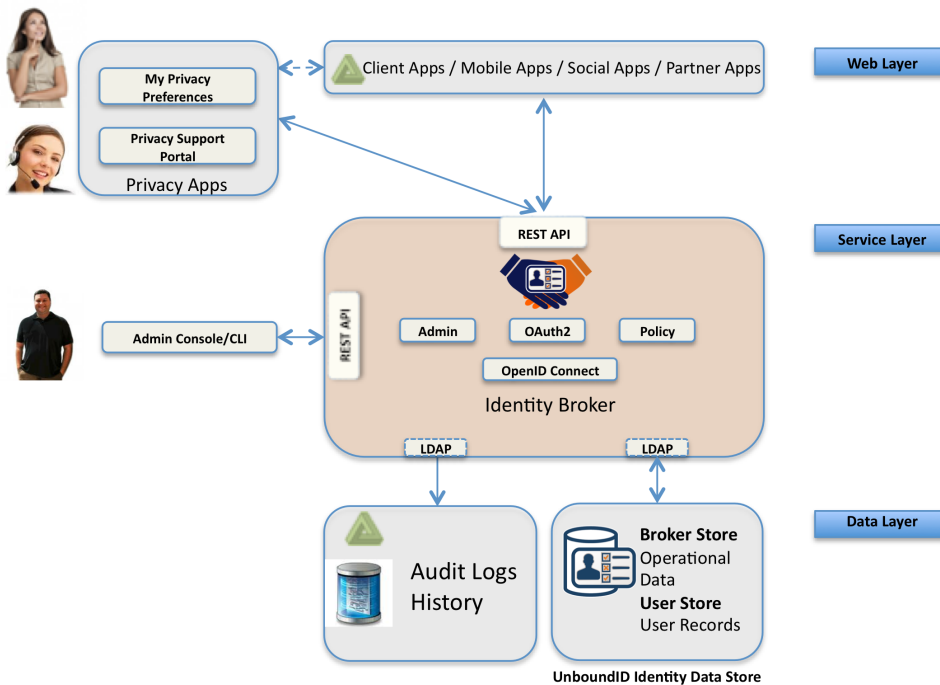 My Privacy
Preferences
Privacy Support
Portal
Privacy Apps
Client Apps / Mobile Apps / Social Apps / Partner Apps
Web Layer
REST API
Service Layer
REST API
Admin Console/CLI
Admin
OAuth2
Policy
OpenID Connect
Identity Broker
LDAP
LDAP
Data Layer
Audit Logs
History
Broker Store
Operational
Data
User Store
User Records
UnboundID Identity Data Store